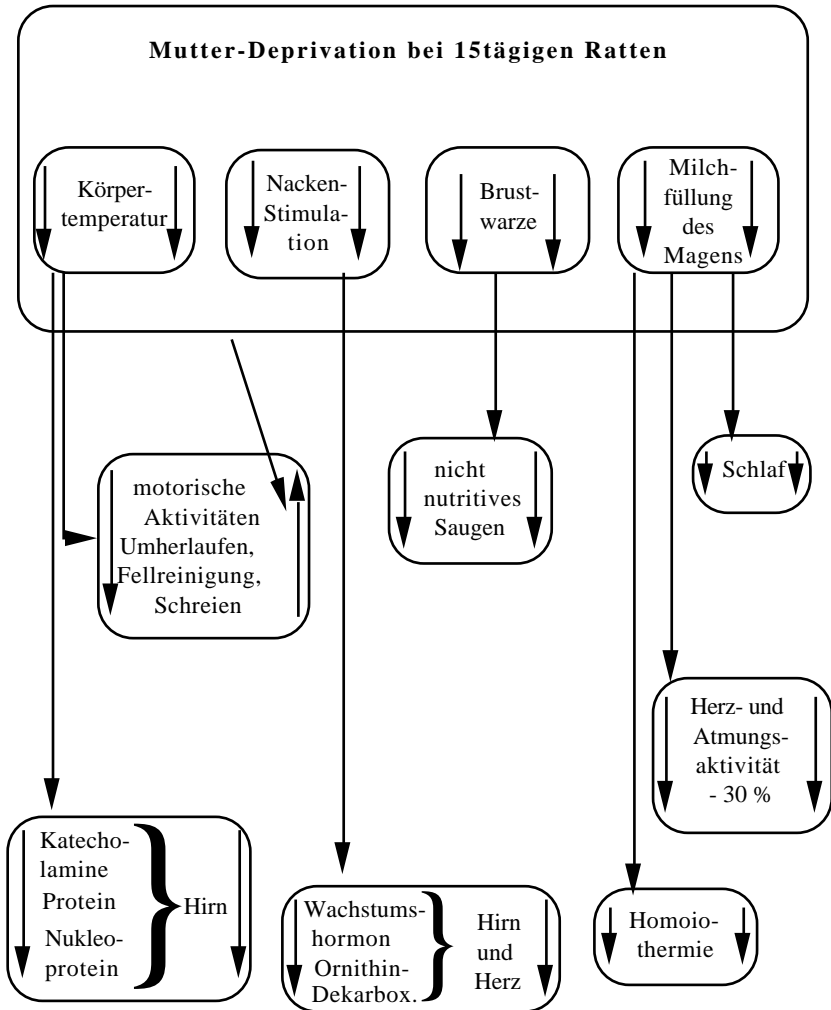 Mutter-Deprivation bei 15tägigen Ratten
Körper-
temperatur
Nacken-
Stimula-
tion
Brust-
warze
Milch-
füllung
des
Magens
motorische
Aktivitäten
Umherlaufen,
Fellreinigung,
Schreien
nicht
nutritives
Saugen
Schlaf
Herz- und
Atmungs-
aktivität
- 30 %
Katecho-
lamine
Protein
Nukleo-
protein
Hirn
Wachstums-
hormon
Ornithin-
Dekarbox.
Hirn
und
Herz
Homoio-
thermie